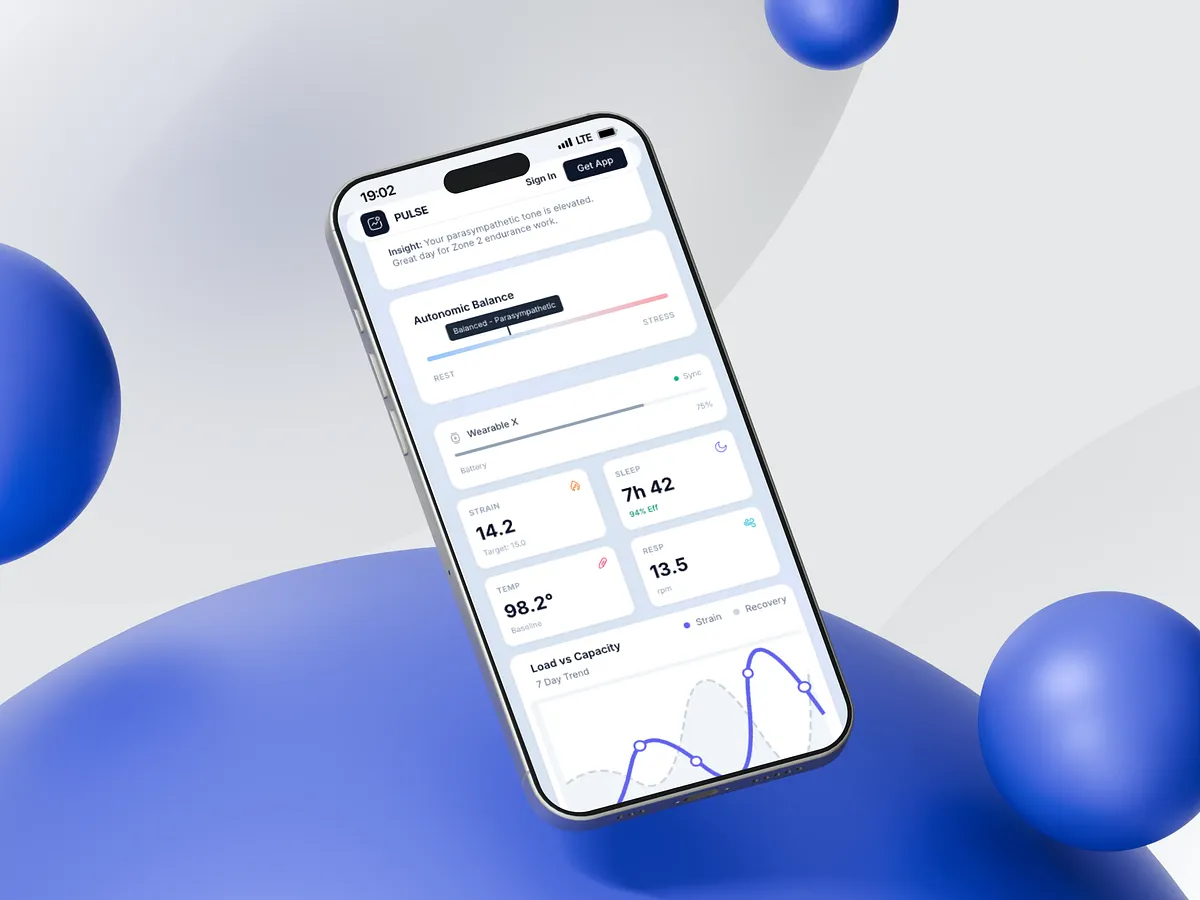 19:02
LTE
PULSE
Sign In
Get App
Insight: Your parasympathetic tone is elevated.
Great day for Zone 2 endurance work.
Autonomic Balance
Balanced - Parasympathetic
REST
STRESS
Wearable X
Sync
Battery
75%
STRAIN
14.2
Target: 15.0
SLEEP
7h 42
94% Eff
TEMP
98.2°
Baseline
RESP
13.5
rpm
Load vs Capacity
7 Day Trend
Strain
Recovery